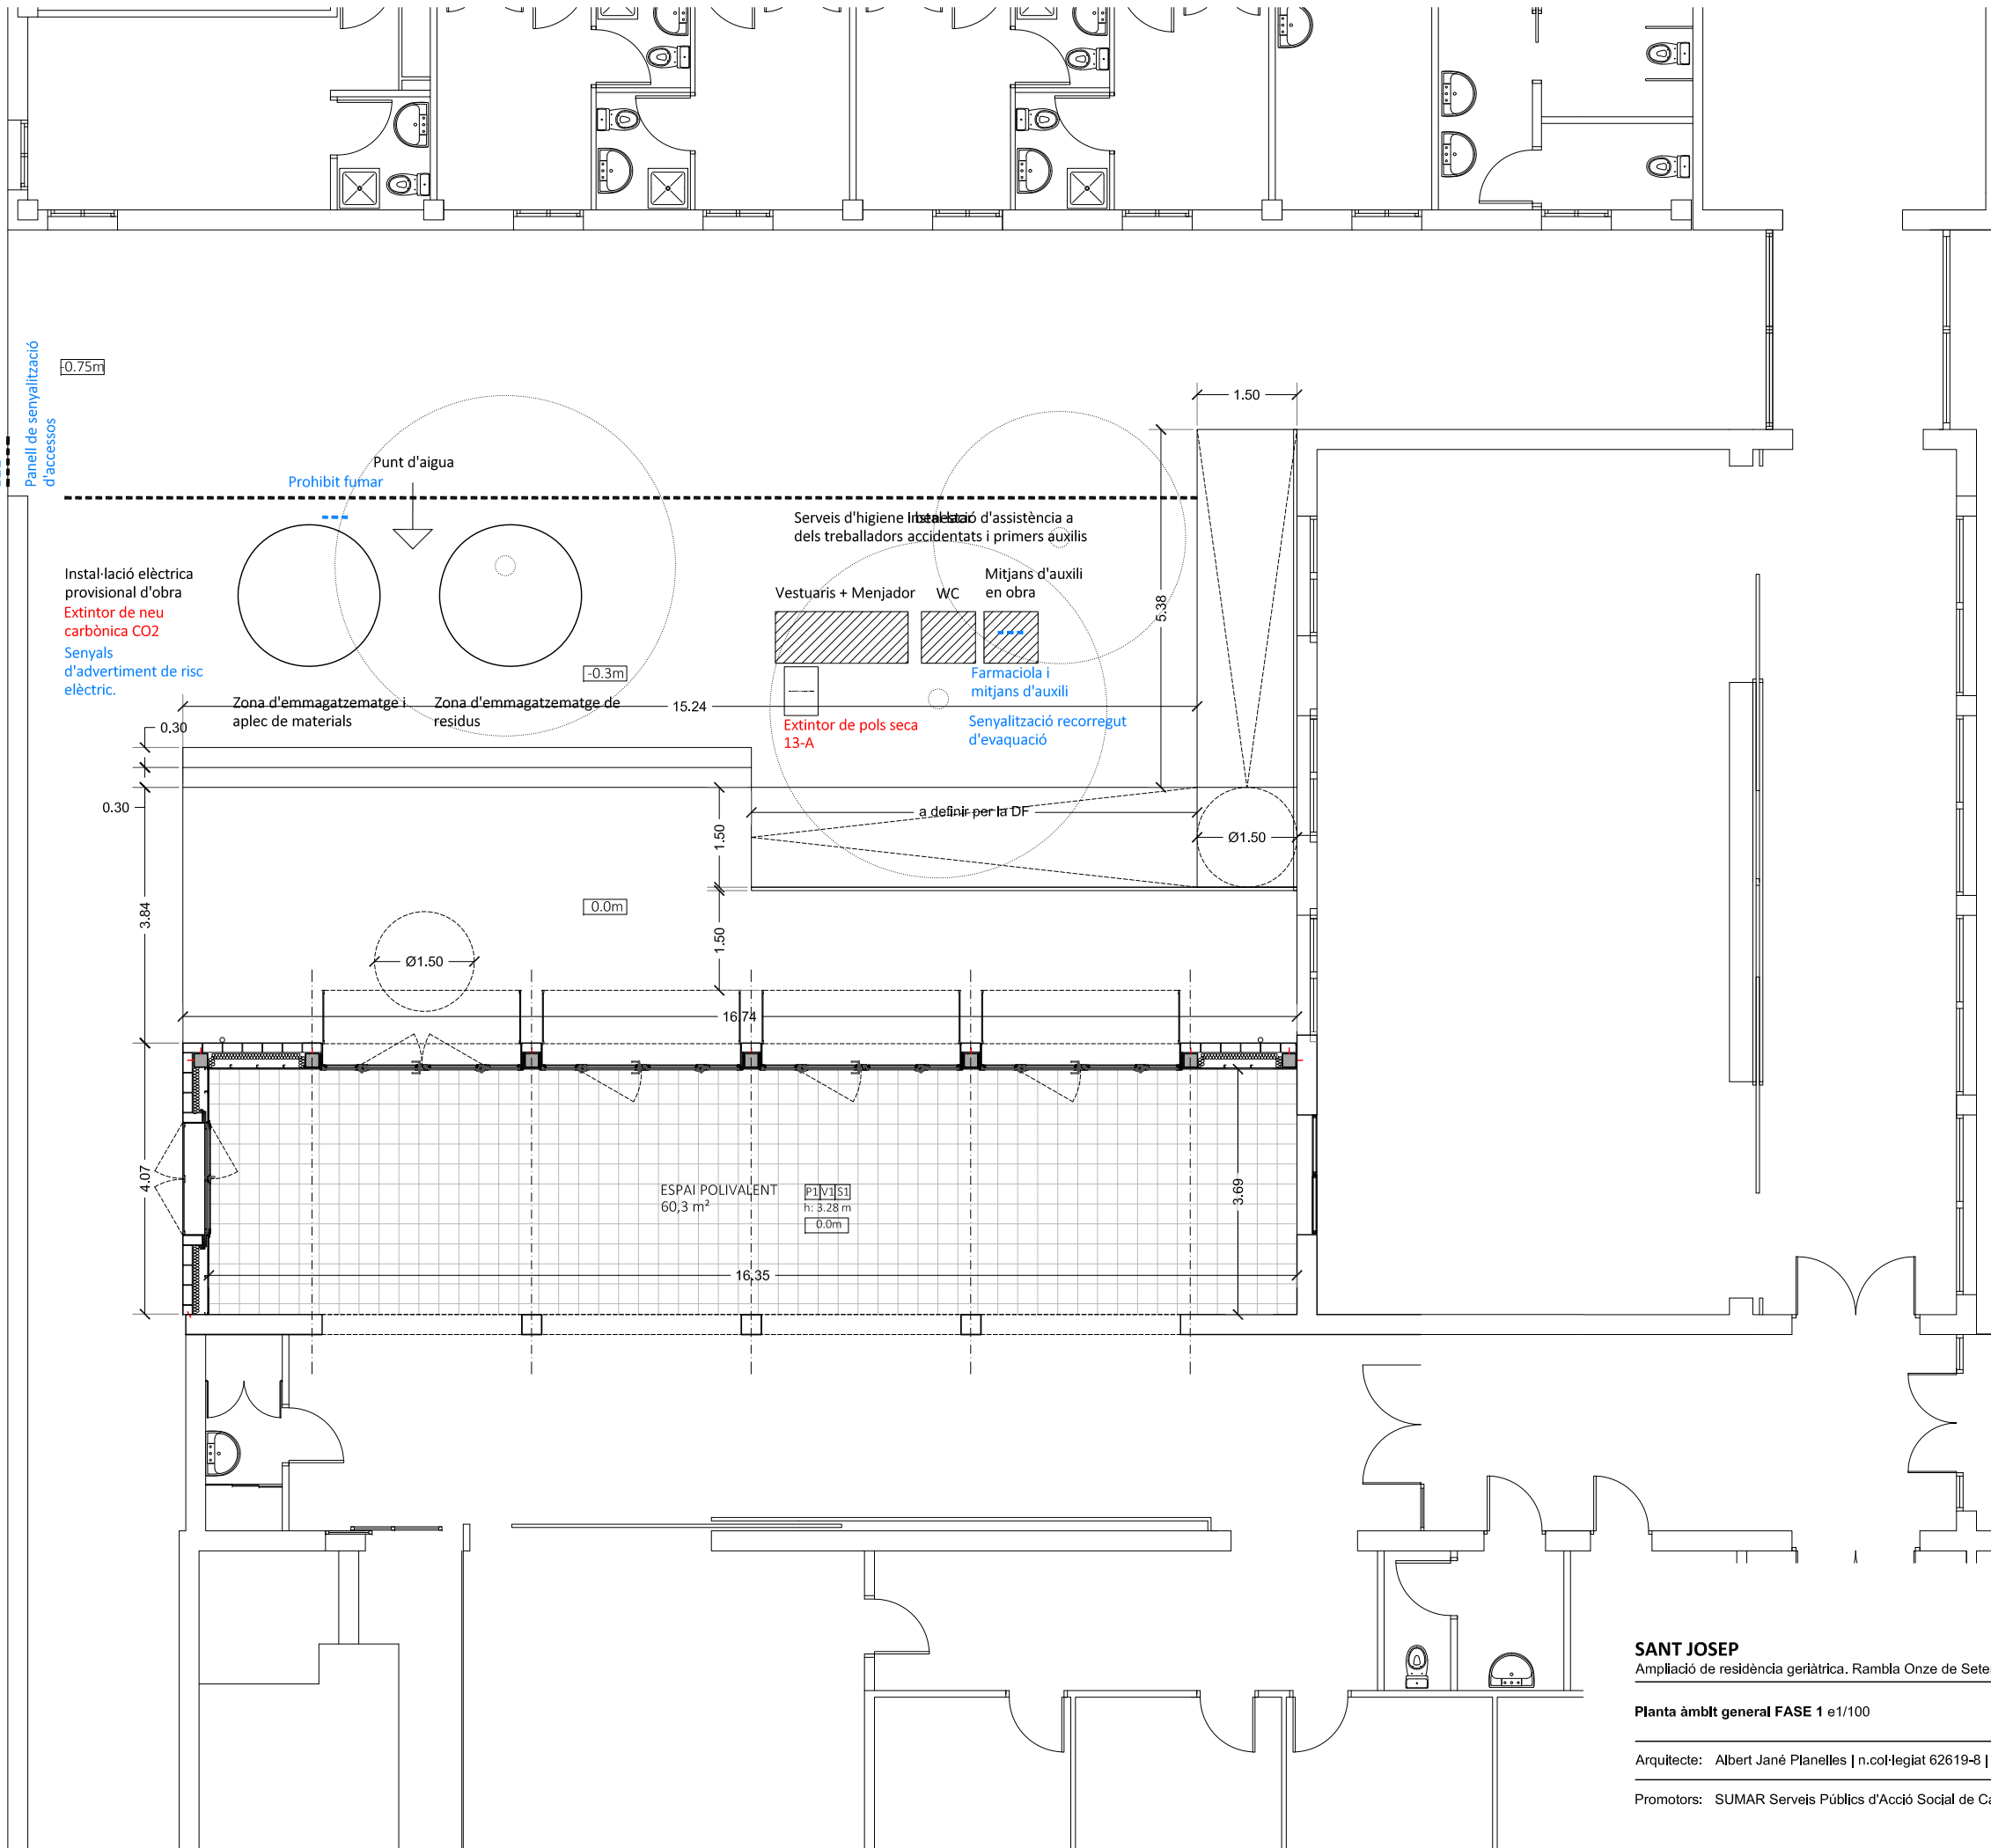 Panell de senyalització
d'accessos
-0.75m
1.50
Punt d'aigua
Prohibit fumar
Serveis d'higiene i benestar
dels treballadors
Instal·lació d'assistència a
accidentats i primers auxilis
Instal·lació elèctrica
provisional d'obra
Extintor de neu
carbònica CO2
Senyals
d'advertiment de risc
elèctric.
Vestuaris + Menjador
WC
Mitjans d'auxili
en obra
5.38
-0.3m
Farmaciola i
mitjans d'auxili
Zona d'emmagatzematge i
aplec de materials
Zona d'emmagatzematge de
residus
15.24
Extintor de pols seca
13-A
Senyalització recorregut
d'evaquació
0.30
0.30
a definir per la DF
1.50
Ø1.50
3.84
0.0m
1.50
Ø1.50
16.74
4.07
ESPAI POLIVALENT
60,3 m²
P1 V1 S1
h: 3.28 m
0.0m
3.69
16.35
SANT JOSEP
Ampliació de residència geriàtrica. Rambla Onze de Sete
Planta àmbit general FASE 1 e1/100
Arquitecte: Albert Jané Planelles | n.col·legiat 62619-8 |
Promotors: SUMAR Serveis Públics d'Acció Social de Ca